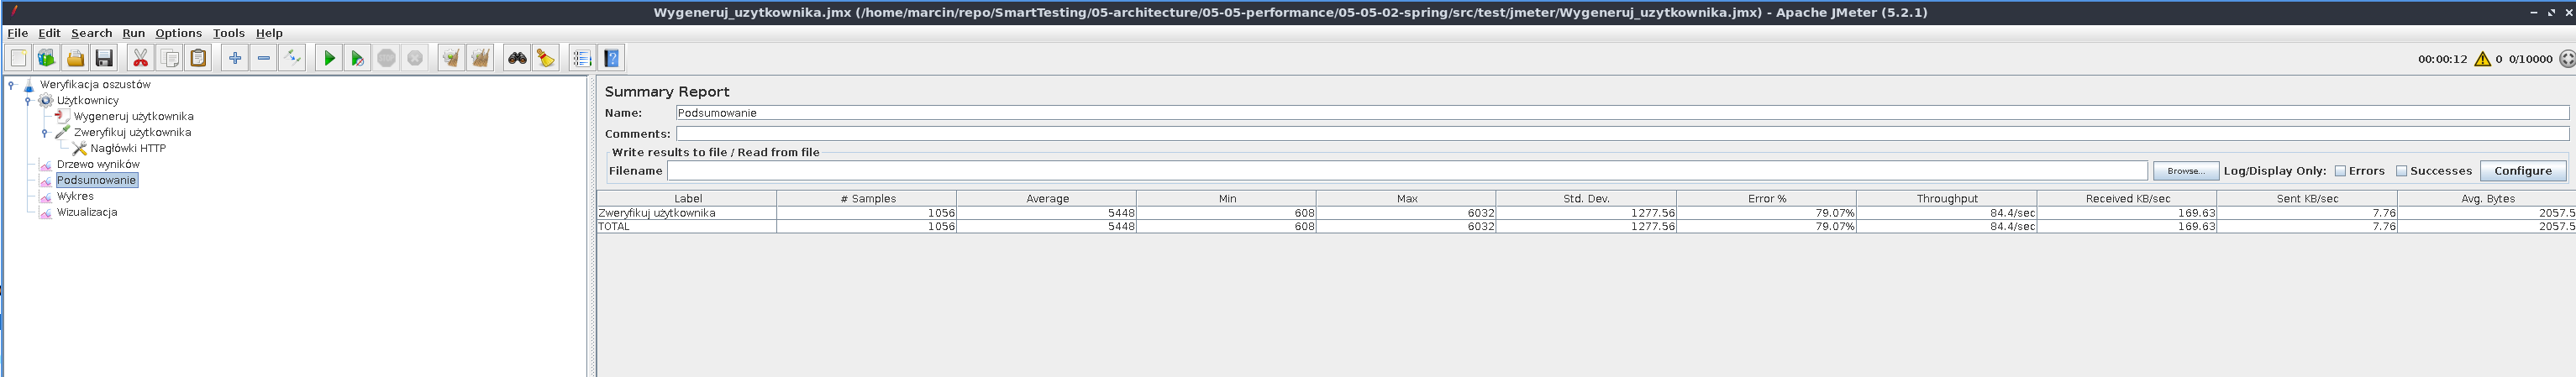 Wygeneruj_uzytkownika.jmx (/home/marcin/repo/SmartTesting/05-architecture/05-05-performance/05-05-02-spring/src/test/jmeter/Wygeneruj_uzytkownika.jmx) - Apache JMeter (5.2.1)
File Edit Search Run Options Tools Help
00:00:12 0 0/10000
Weryfikacja oszustów
Użytkownicy
Wygeneruj użytkownika
Zweryfikuj użytkownika
Nagłówki HTTP
Drzewo wyników
Podsumowanie
Wykres
Wizualizacja
Summary Report
Name: Podsumowanie
Comments:
Write results to file / Read from file
Filename Browse... Log/Display Only: Errors Successes Configure
Label # Samples Average Min Max Std. Dev. Error % Throughput Received KB/sec Sent KB/sec Avg. Bytes
Zweryfikuj użytkownika 1056 5448 608 6032 1277.56 79.07% 84.4/sec 169.63 7.76 2057.5
TOTAL 1056 5448 608 6032 1277.56 79.07% 84.4/sec 169.63 7.76 2057.5